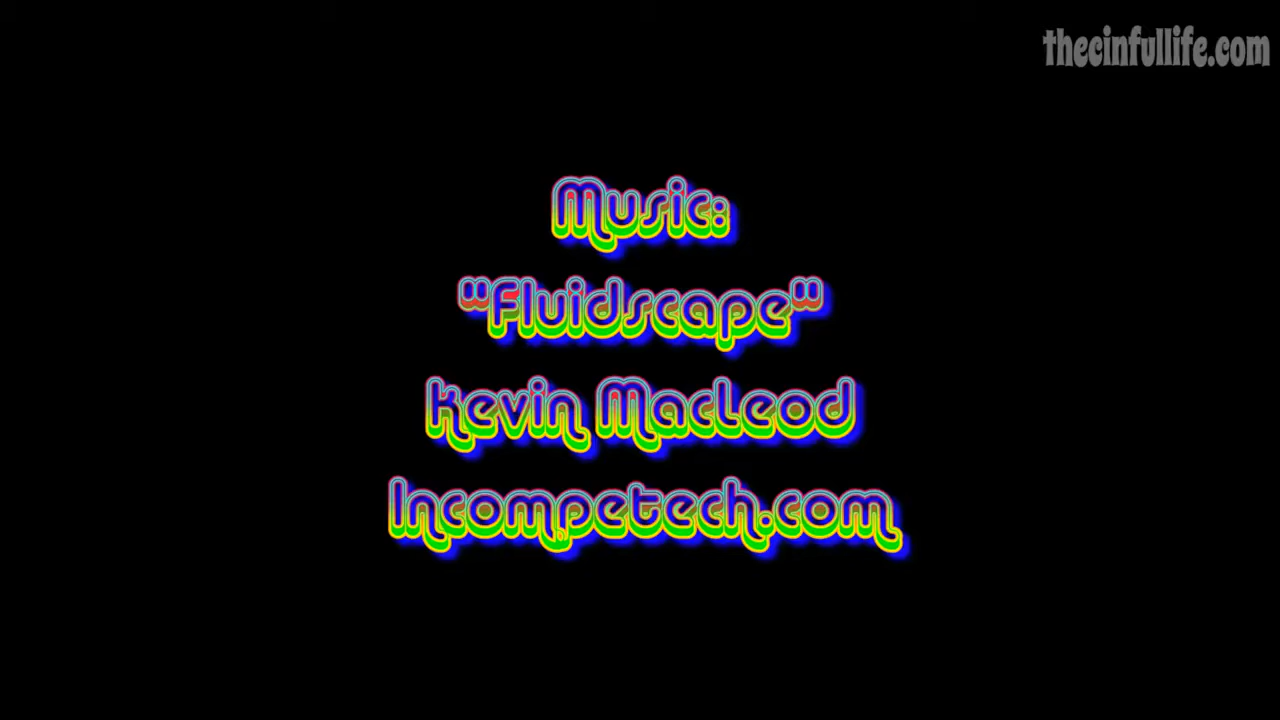 thecinfullife.com
Music:
"Fluidscape"
Kevin MacLeod
Incompetech.com